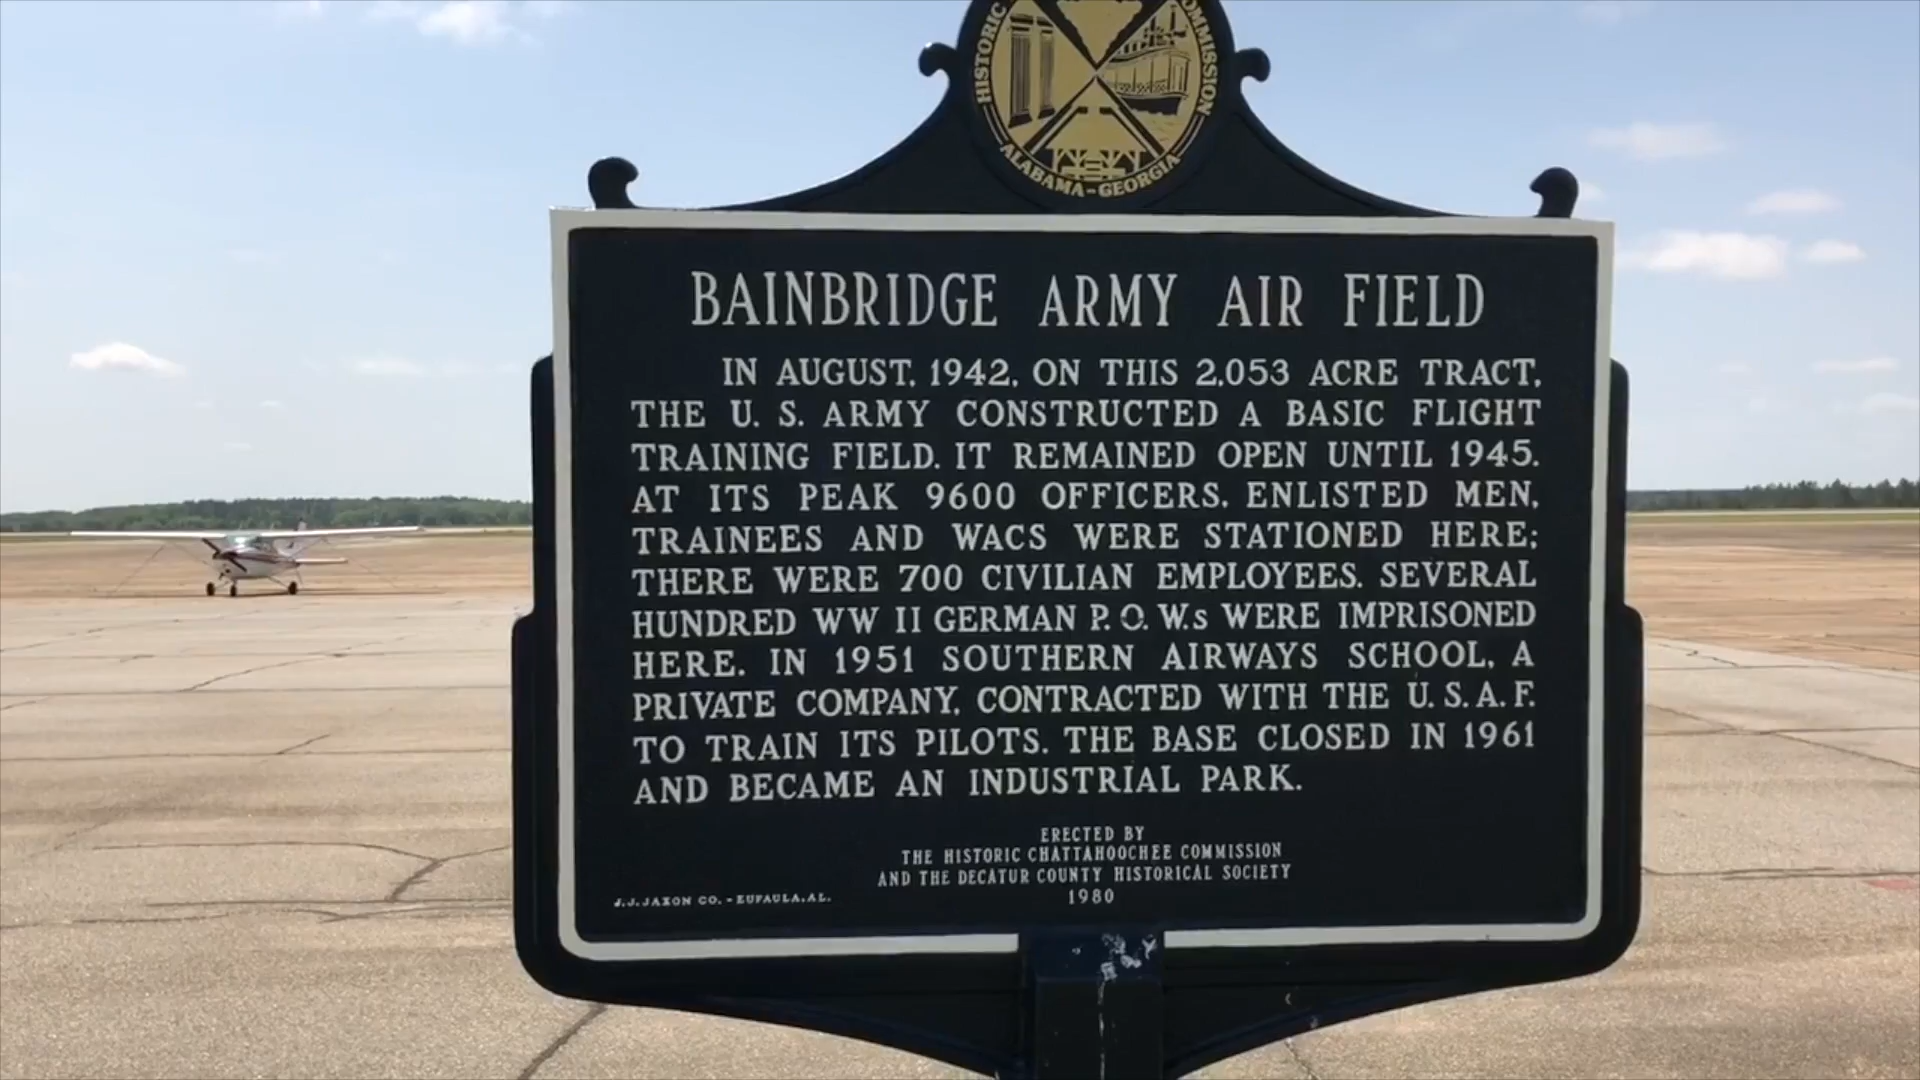 HISTORIC OMMISSION
ALABAMA-GEORGIA
BAINBRIDGE ARMY AIR FIELD
IN AUGUST, 1942, ON THIS 2,053 ACRE TRACT,
THE U. S. ARMY CONSTRUCTED A BASIC FLIGHT
TRAINING FIELD. IT REMAINED OPEN UNTIL 1945.
AT ITS PEAK 9600 OFFICERS, ENLISTED MEN,
TRAINEES AND WACS WERE STATIONED HERE;
THERE WERE 700 CIVILIAN EMPLOYEES. SEVERAL
HUNDRED WW II GERMAN P. O. W.s WERE IMPRISONED
HERE. IN 1951 SOUTHERN AIRWAYS SCHOOL, A
PRIVATE COMPANY, CONTRACTED WITH THE U. S. A. F.
TO TRAIN ITS PILOTS. THE BASE CLOSED IN 1961
AND BECAME AN INDUSTRIAL PARK.
ERECTED BY
THE HISTORIC CHATTAHOOCHEE COMMISSION
AND THE DECATUR COUNTY HISTORICAL SOCIETY
1980
J.J. JAXON CO. - EUFAULA, AL.